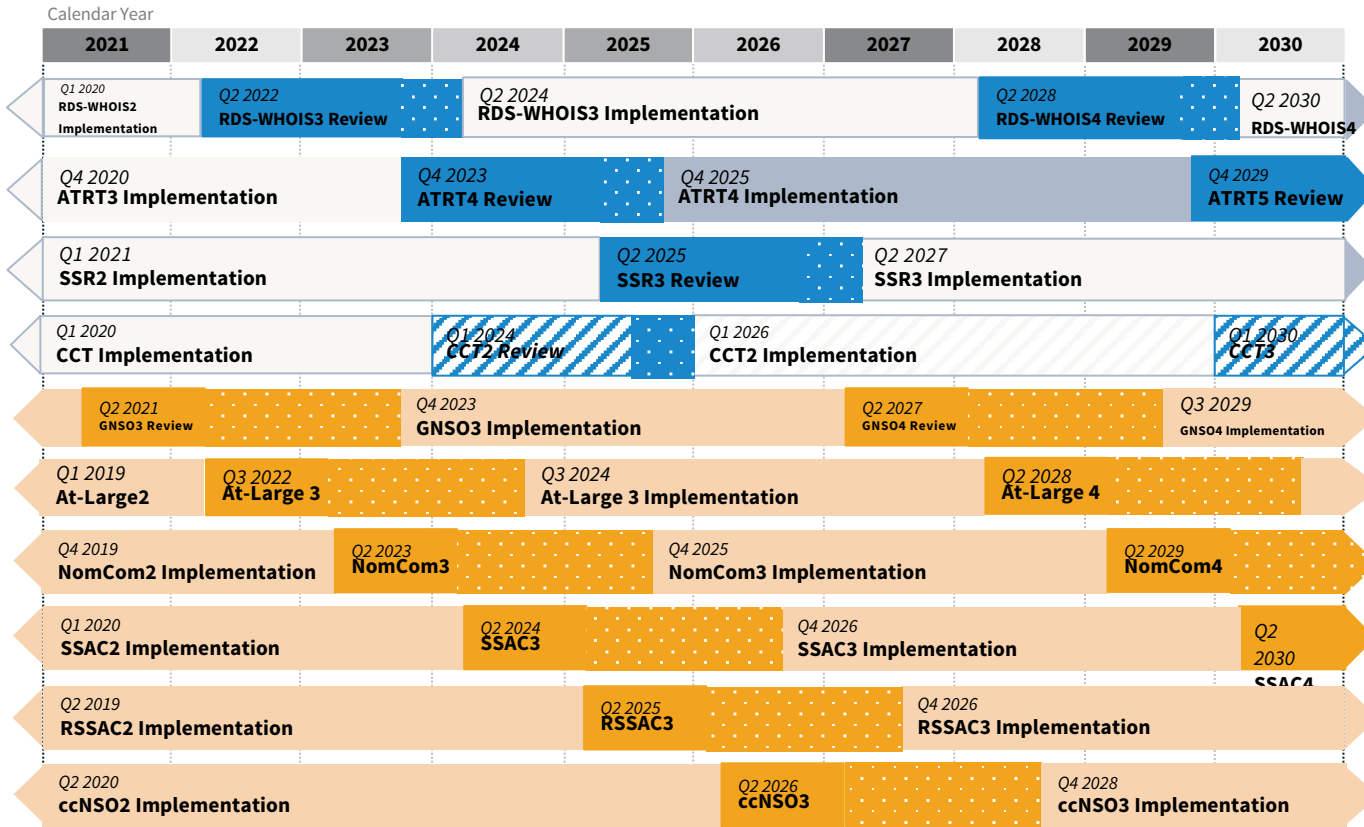 Calendar Year
2021 2022 2023 2024 2025 2026 2027 2028 2029 2030
Q1 2020
RDS-WHOIS2
Implementation
Q2 2022
RDS-WHOIS3 Review
Q2 2024
RDS-WHOIS3 Implementation
Q2 2028
RDS-WHOIS4 Review
Q2 2030
RDS-WHOIS4
Q4 2020
ATRT3 Implementation
Q4 2023
ATRT4 Review
Q4 2025
ATRT4 Implementation
Q4 2029
ATRT5 Review
Q1 2021
SSR2 Implementation
Q2 2025
SSR3 Review
Q2 2027
SSR3 Implementation
Q1 2020
CCT Implementation
Q1 2024
CCT2 Review
Q1 2026
CCT2 Implementation
Q1 2030
CCT3
Q2 2021
GNSO3 Review
Q4 2023
GNSO3 Implementation
Q2 2027
GNSO4 Review
Q3 2029
GNSO4 Implementation
Q1 2019
At-Large2
Q3 2022
At-Large 3
Q3 2024
At-Large 3 Implementation
Q2 2028
At-Large 4
Q4 2019
NomCom2 Implementation
Q2 2023
NomCom3
Q4 2025
NomCom3 Implementation
Q2 2029
NomCom4
Q1 2020
SSAC2 Implementation
Q2 2024
SSAC3
Q4 2026
SSAC3 Implementation
Q2
2030
SSAC4
Q2 2019
RSSAC2 Implementation
Q2 2025
RSSAC3
Q4 2026
RSSAC3 Implementation
Q2 2020
ccNSO2 Implementation
Q2 2026
ccNSO3
Q4 2028
ccNSO3 Implementation